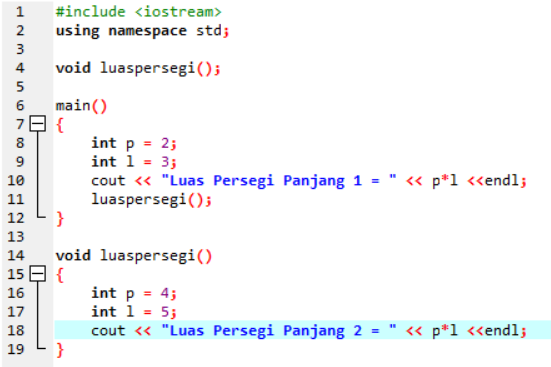 1 #include <iostream>
2 using namespace std;
3
4 void luaspersegi();
5
6 main()
7 {
8 int p = 2;
9 int l = 3;
10 cout << "Luas Persegi Panjang 1 = " << p*l <<endl;
11 luaspersegi();
12 }
13
14 void luaspersegi()
15 {
16 int p = 4;
17 int l = 5;
18 cout << "Luas Persegi Panjang 2 = " << p*l <<endl;
19 }